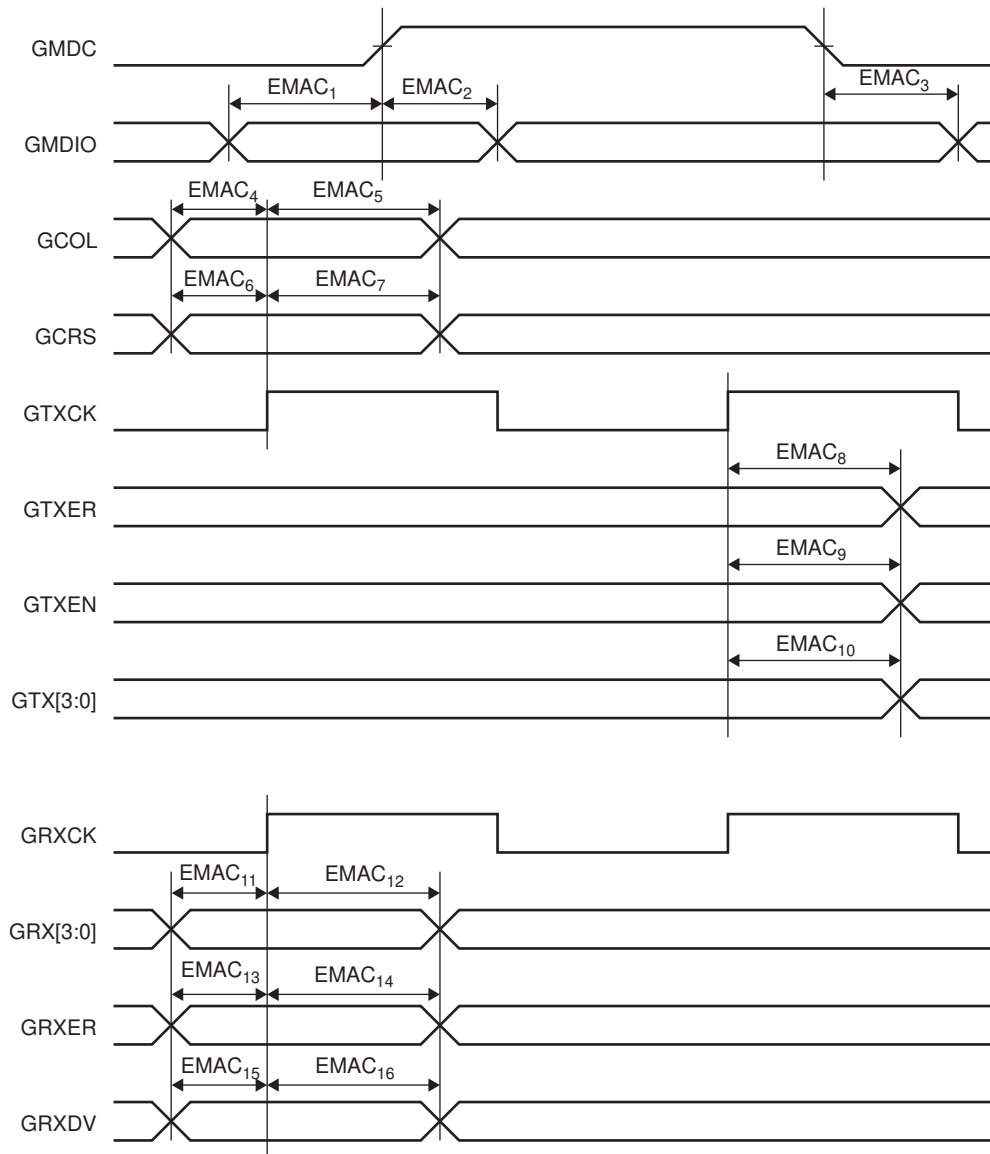 GMDC
EMAC1 EMAC2 EMAC3
GMDIO
EMAC4 EMAC5
GCOL
EMAC6 EMAC7
GCRS
GTXCK
EMAC8
GTXER
EMAC9
GTXEN
EMAC10
GTX[3:0]
GRXCK
EMAC11 EMAC12
GRX[3:0]
EMAC13 EMAC14
GRXER
EMAC15 EMAC16
GRXDV